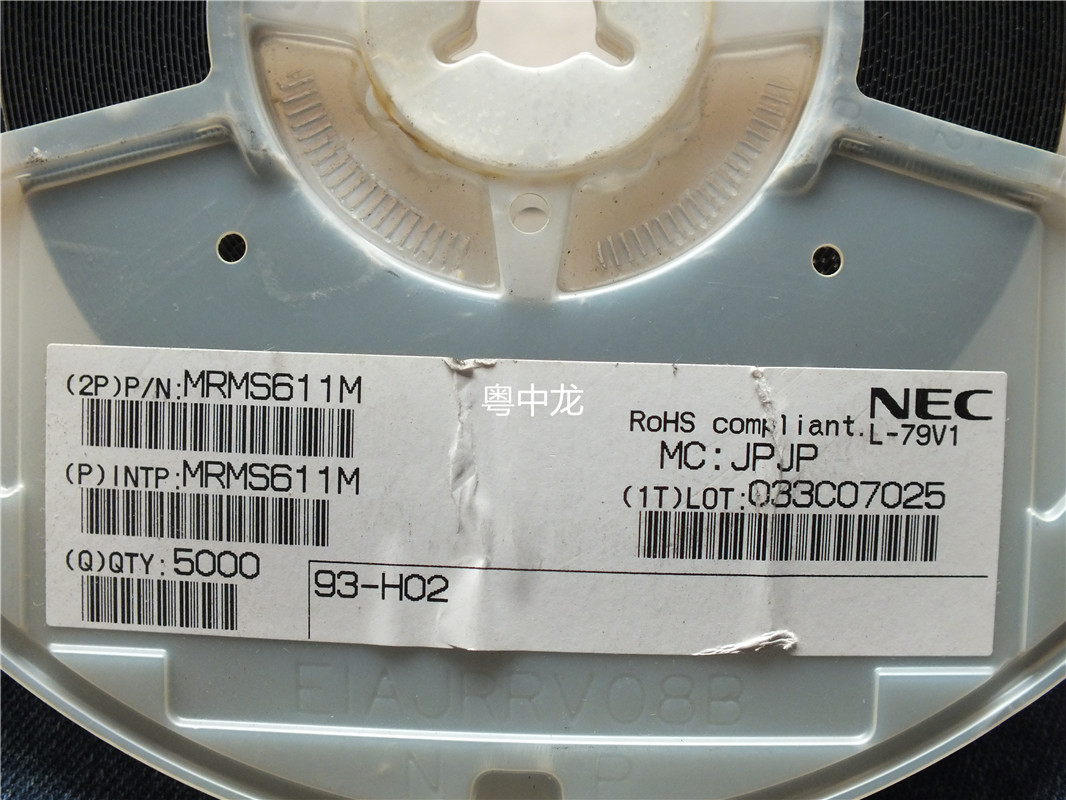 (2P)P/N:MRMS611M
(P)INTP:MRMS611M
(Q)QTY:5000
93-H02
粤中龙
NEC
RoHS compliant.L-79V1
MC:JPJP
(1T)LOT:033C07025
EIAJRRV08B
N P